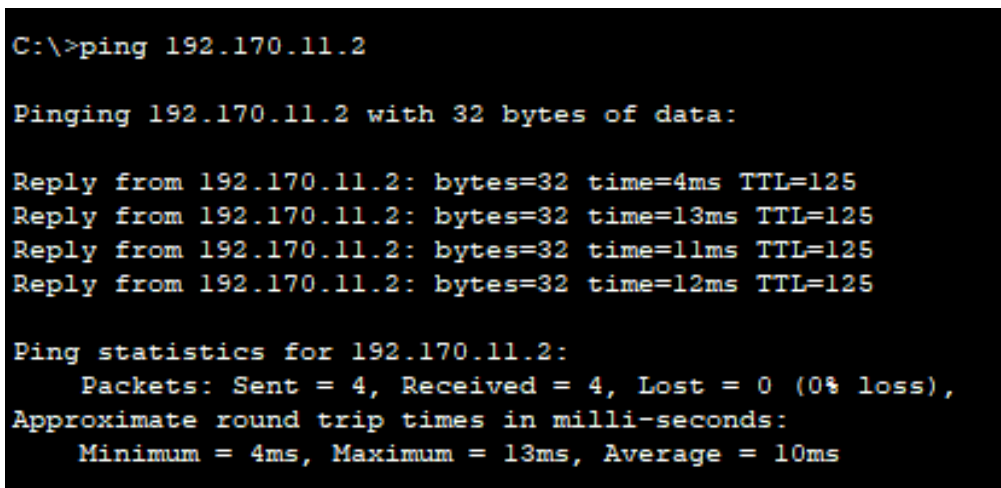 C:\>ping 192.170.11.2
Pinging 192.170.11.2 with 32 bytes of data:
Reply from 192.170.11.2: bytes=32 time=4ms TTL=125
Reply from 192.170.11.2: bytes=32 time=13ms TTL=125
Reply from 192.170.11.2: bytes=32 time=11ms TTL=125
Reply from 192.170.11.2: bytes=32 time=12ms TTL=125
Ping statistics for 192.170.11.2:
    Packets: Sent = 4, Received = 4, Lost = 0 (0% loss),
Approximate round trip times in milli-seconds:
    Minimum = 4ms, Maximum = 13ms, Average = 10ms